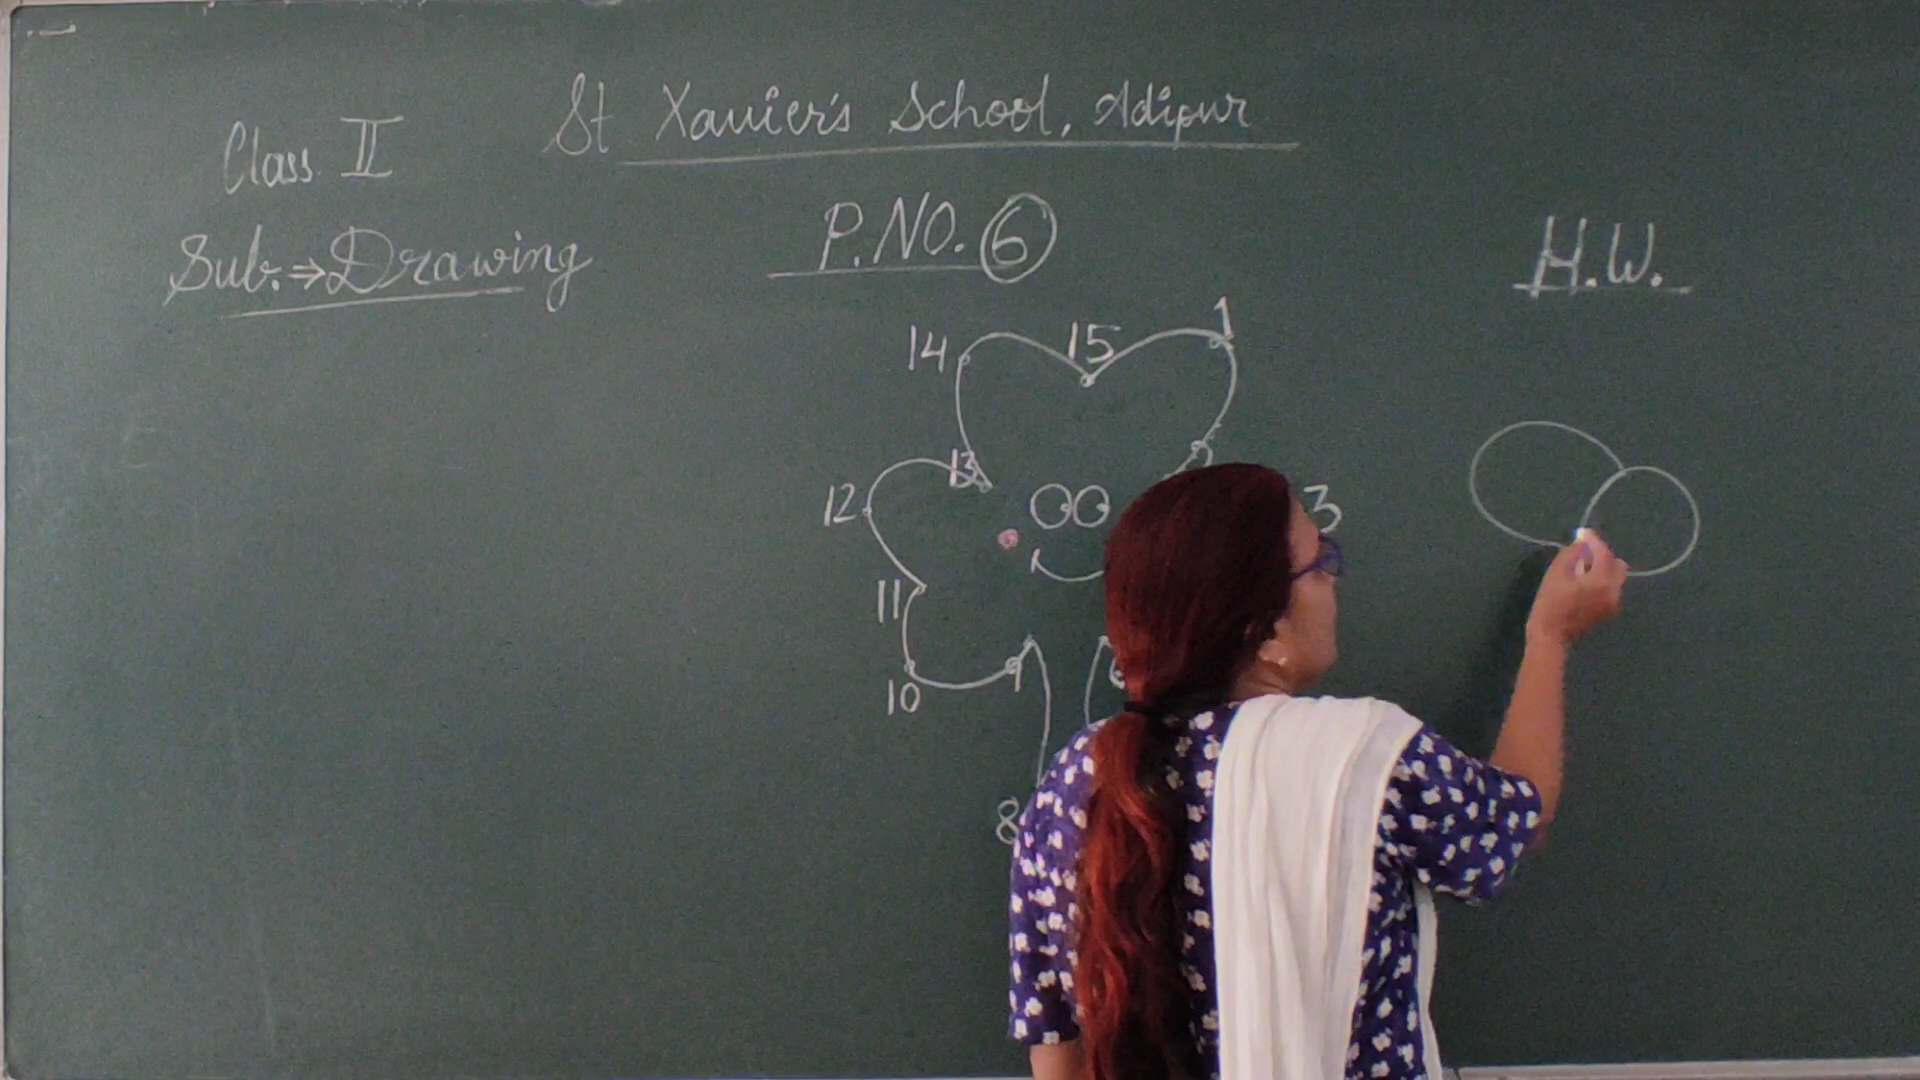 St Xavier's School, Adipur
Class II
Sub. ⇒ Drawing
P.NO. 6
H.W.
1
14
15
13
12
3
11
9
10
8